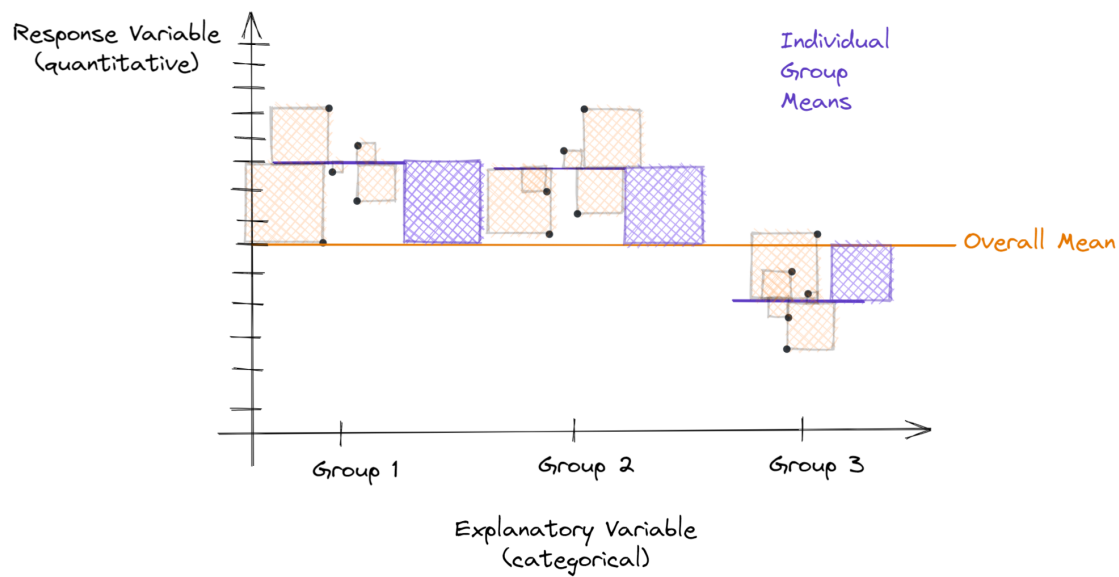 Response Variable
(quantitative)
Individual
Group
Means
Overall Mean
Group 1
Group 2
Group 3
Explanatory Variable
(categorical)